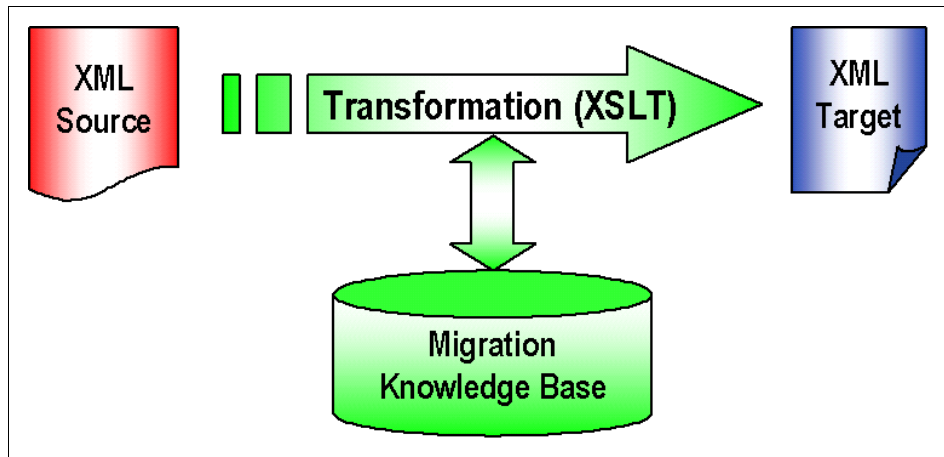 XML
Source
Transformation (XSLT)
XML
Target
Migration
Knowledge Base